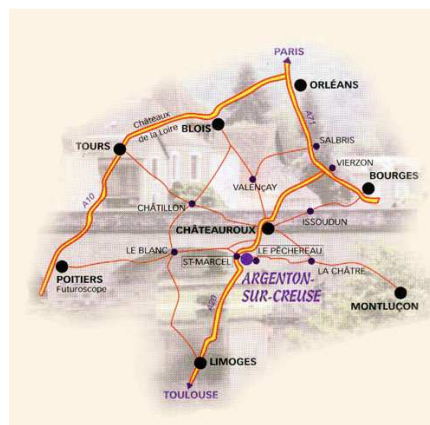 PARIS
ORLÉANS
Châteaux
de la Loire
BLOIS
A71
TOURS
SALBRIS
VIERZON
BOURGES
VALENÇAY
A10
CHÂTILLON
ISSOUDUN
CHÂTEAUROUX
LE BLANC
LE PÊCHEREAU
ST-MARCEL
POITIERS
Futuroscope
LA CHÂTRE
ARGENTON-
SUR-CREUSE
MONTLUÇON
A20
LIMOGES
TOULOUSE